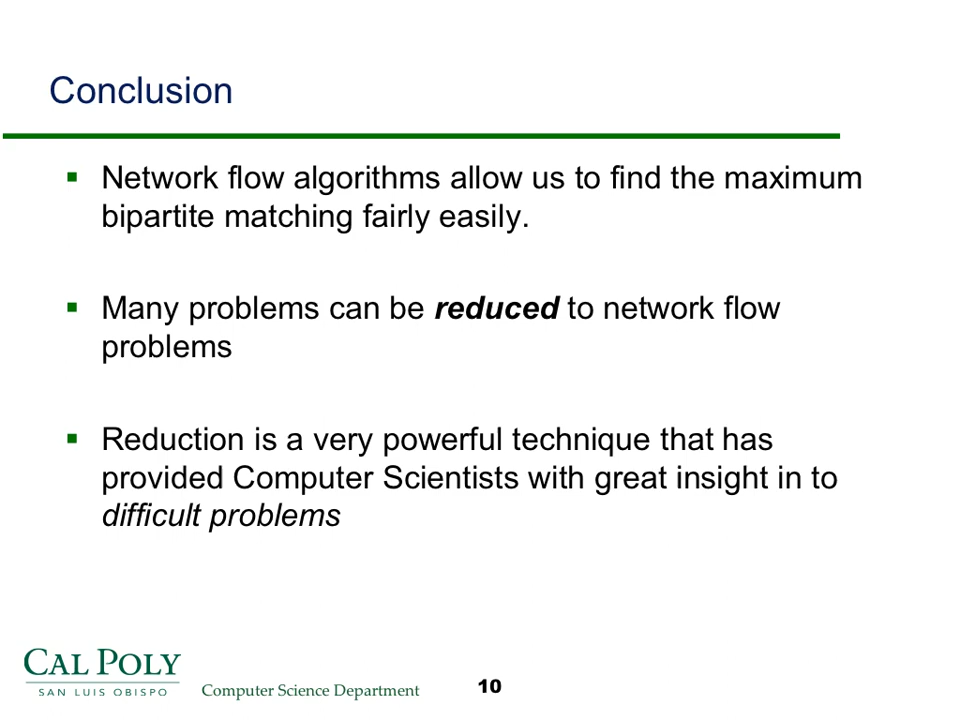 Conclusion
▪ Network flow algorithms allow us to find the maximum
bipartite matching fairly easily.
▪ Many problems can be reduced to network flow
problems
▪ Reduction is a very powerful technique that has
provided Computer Scientists with great insight in to
difficult problems
CAL POLY
SAN LUIS OBISPO
Computer Science Department
10